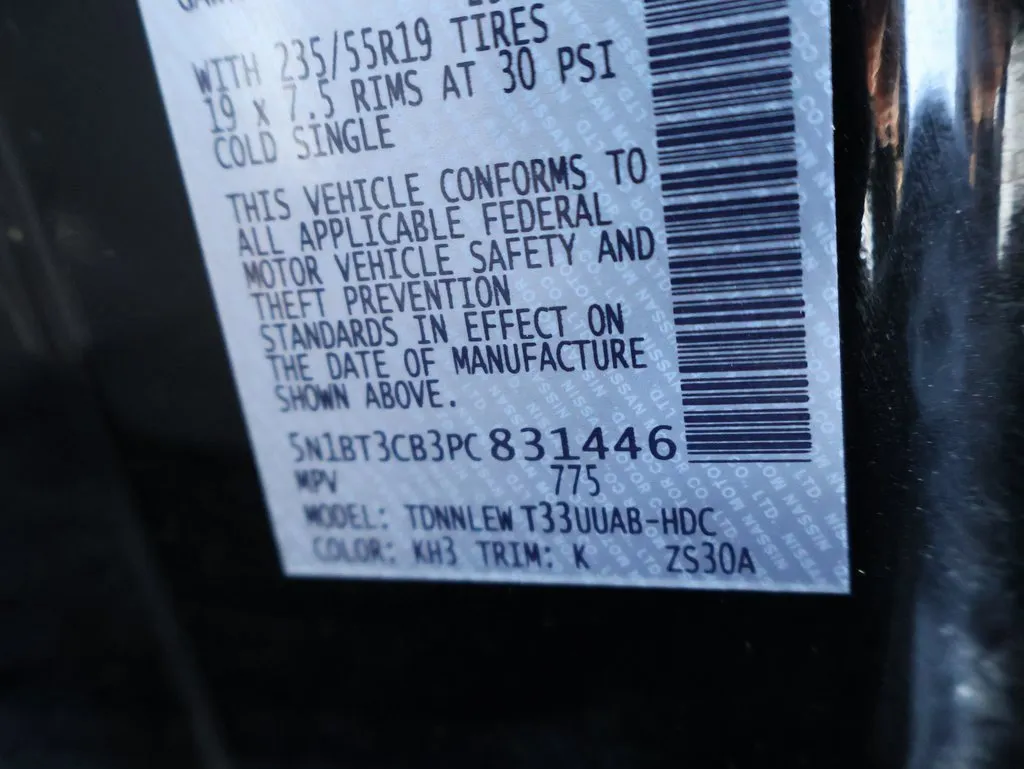 WITH 235/55R19 TIRES
19 x 7.5 RIMS AT 30 PSI
COLD SINGLE
THIS VEHICLE CONFORMS TO
ALL APPLICABLE FEDERAL
MOTOR VEHICLE SAFETY AND
THEFT PREVENTION
STANDARDS IN EFFECT ON
THE DATE OF MANUFACTURE
SHOWN ABOVE.
5N1BT3CB3PC831446
MPV 775
MODEL: TDNNLEW T33UUAB-HDC
COLOR: KH3 TRIM: K ZS30A